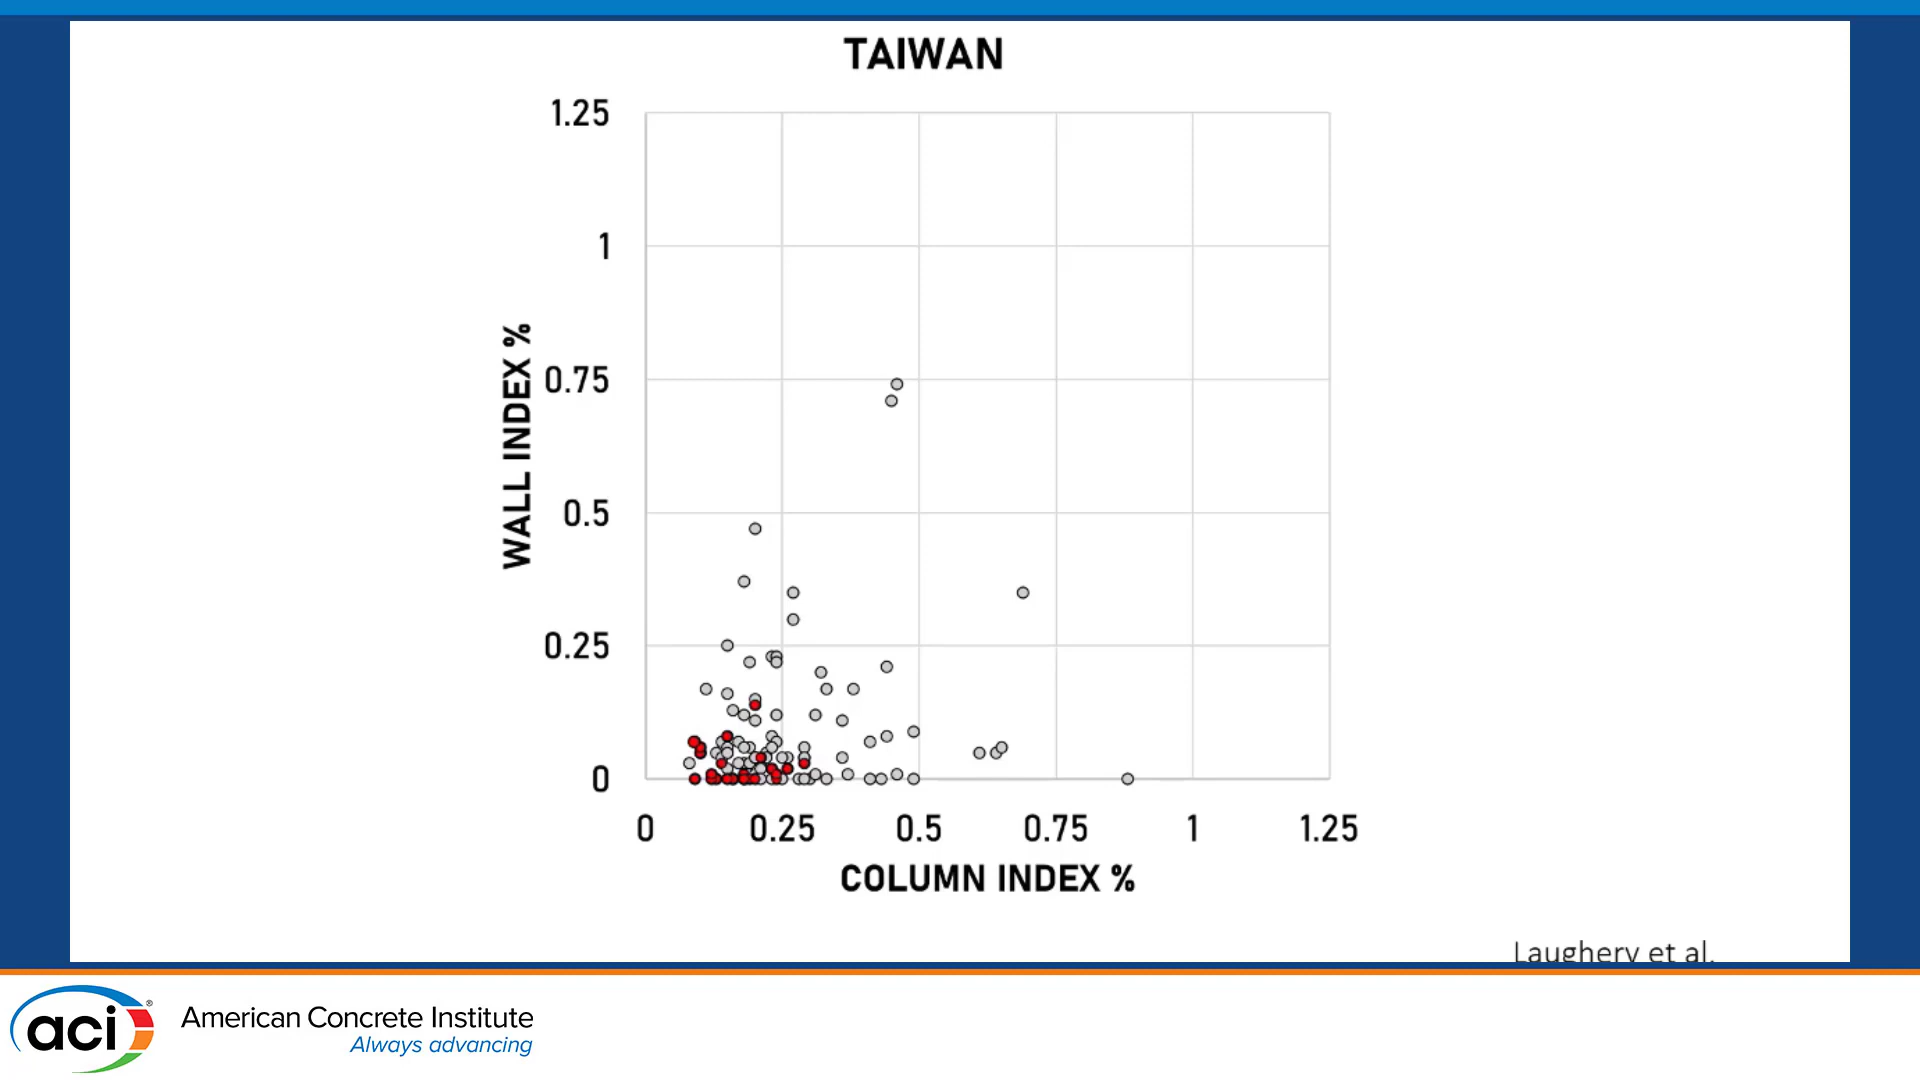 TAIWAN
1.25
1
0.75
0.5
0.25
0
WALL INDEX %
0 0.25 0.5 0.75 1 1.25
COLUMN INDEX %
Laughery et al.
aci®
American Concrete Institute
Always advancing